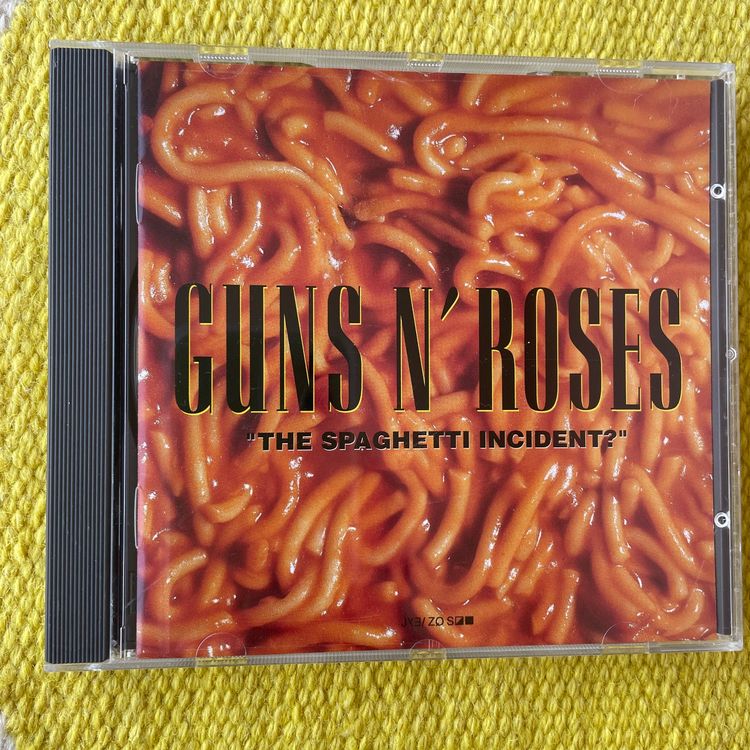 GUNS N' ROSES
"THE SPAGHETTI INCIDENT?"